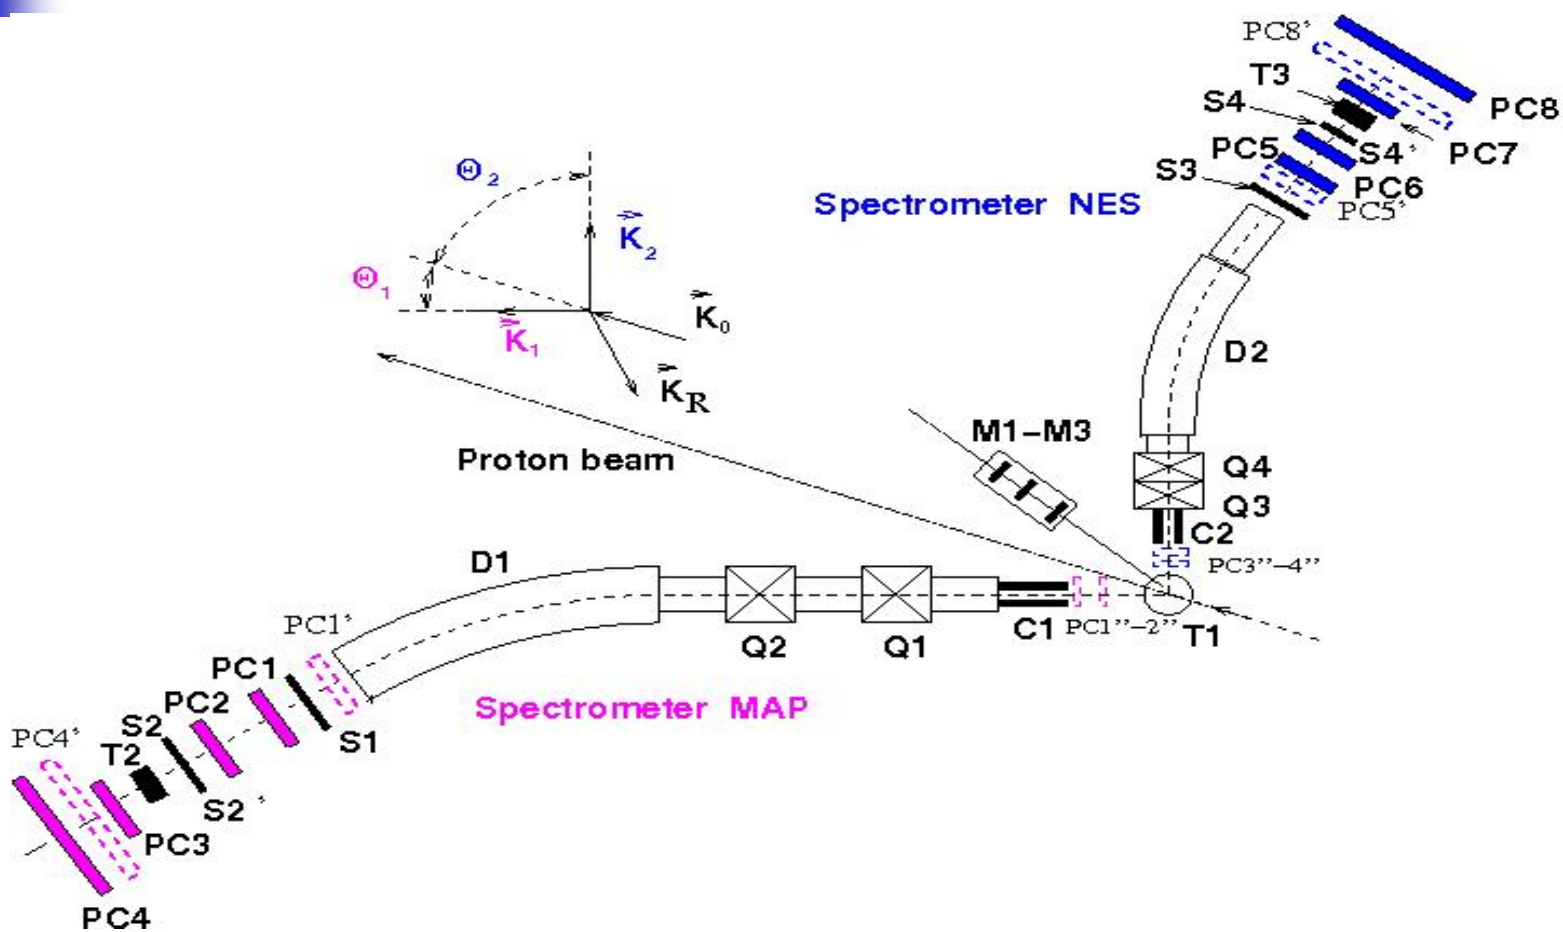 PC8'
T3
S4
PC8
PC5
S4'
PC7
S3
PC6
PC5'
Spectrometer NES
Θ2
K2
Θ1
K0
K1
KR
D2
M1-M3
Proton beam
Q4
Q3
C2
PC3''-4''
D1
PC1'
C1
PC1''-2''
T1
Q2
Q1
PC1
PC2
Spectrometer MAP
S2
S1
PC4'
T2
S2'
PC3
PC4